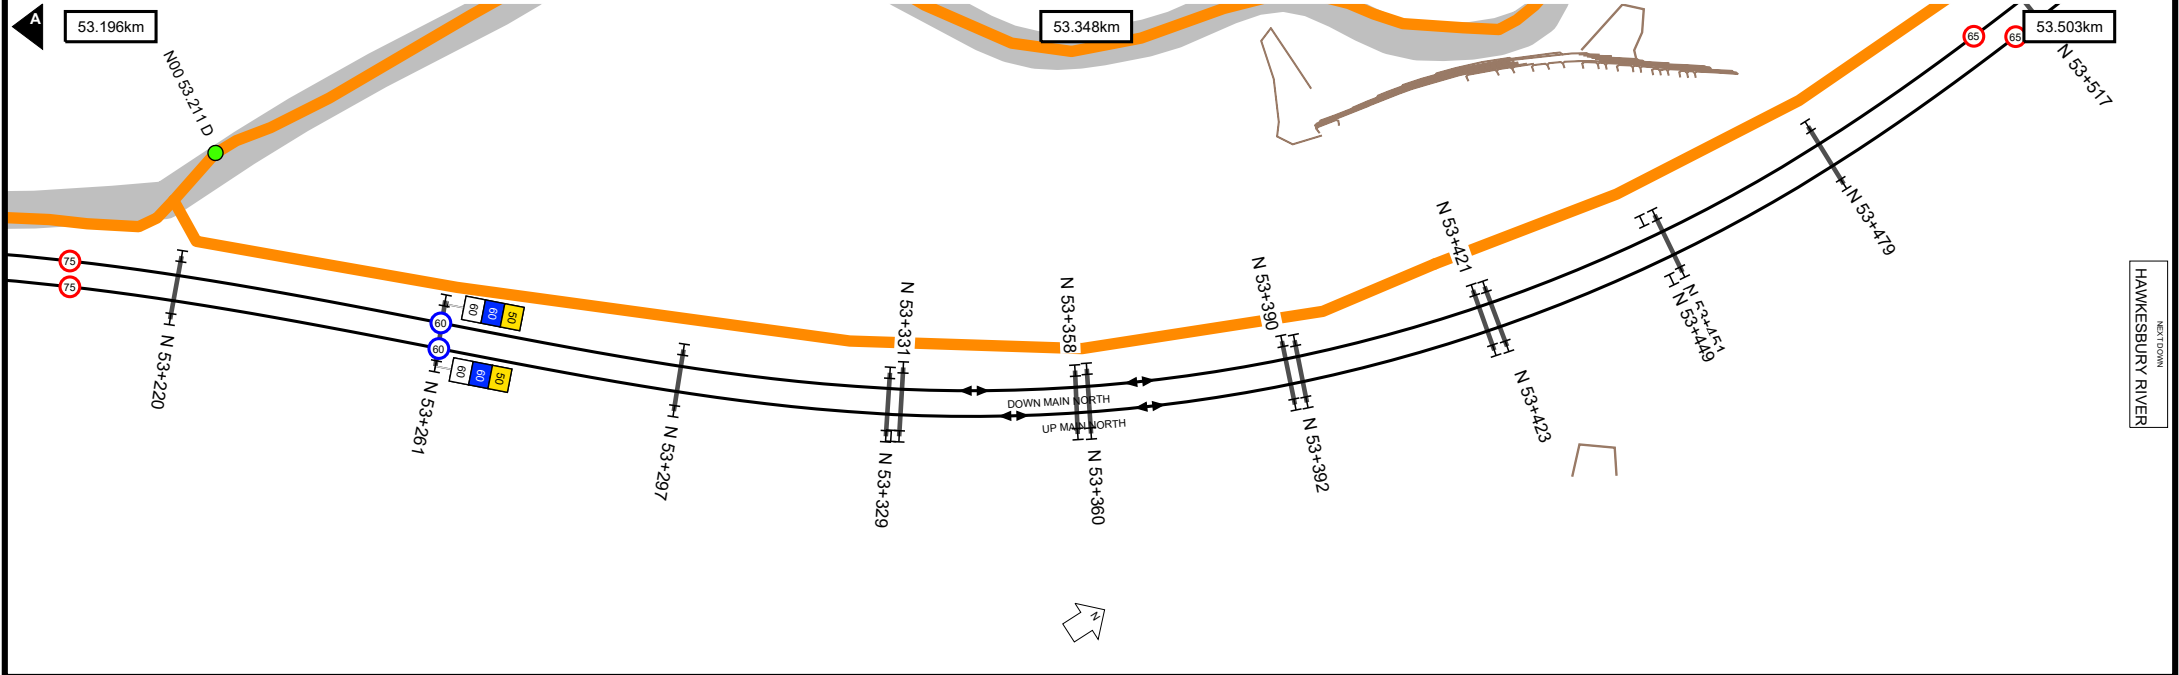 A
53.196km
53.348km
53.503km
N00 53.211 D
65
65
N 53+517
75
75
N 53+220
60
60
60
50
60
60
60
50
N 53+261
N 53+297
N 53+331
N 53+329
N 53+358
N 53+360
DOWN MAIN NORTH
UP MAIN NORTH
N 53+390
N 53+392
N 53+421
N 53+423
N 53+451
N 53+449
N 53+479
NEXT DOWN
HAWKESBURY RIVER
N